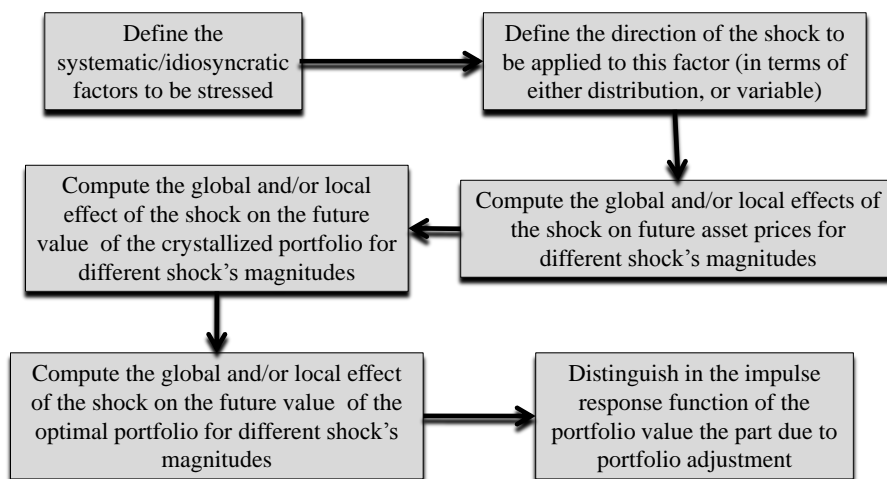 Define the
systematic/idiosyncratic
factors to be stressed
Define the direction of the shock to
be applied to this factor (in terms of
either distribution, or variable)
Compute the global and/or local effects of
the shock on future asset prices for
different shock's magnitudes
Compute the global and/or local
effect of the shock on the future
value of the crystallized portfolio for
different shock's magnitudes
Compute the global and/or local effect
of the shock on the future value of the
optimal portfolio for different shock's
magnitudes
Distinguish in the impulse
response function of the
portfolio value the part due to
portfolio adjustment